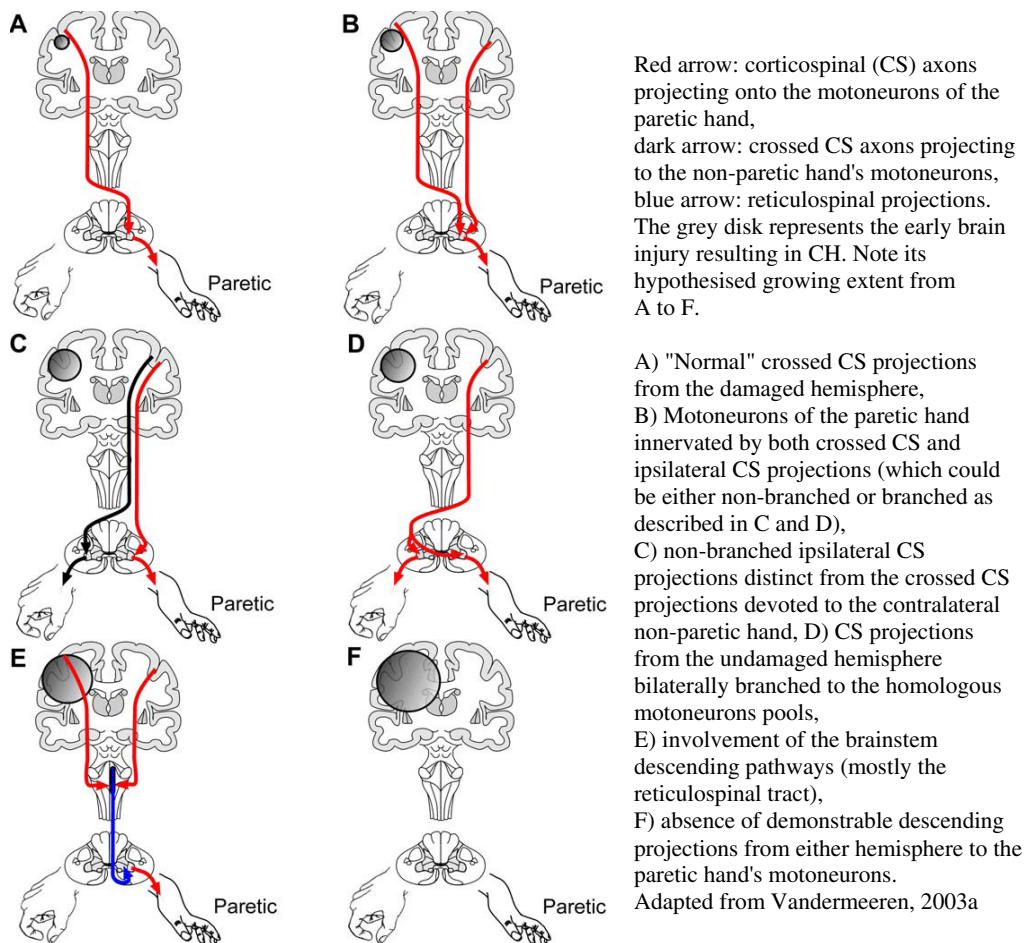 A
B
Paretic
Paretic
C
D
Paretic
Paretic
E
F
Paretic
Paretic
Red arrow: corticospinal (CS) axons
projecting onto the motoneurons of the
paretic hand,
dark arrow: crossed CS axons projecting
to the non-paretic hand's motoneurons,
blue arrow: reticulospinal projections.
The grey disk represents the early brain
injury resulting in CH. Note its
hypothesised growing extent from
A to F.
A) "Normal" crossed CS projections
from the damaged hemisphere,
B) Motoneurons of the paretic hand
innervated by both crossed CS and
ipsilateral CS projections (which could
be either non-branched or branched as
described in C and D),
C) non-branched ipsilateral CS
projections distinct from the crossed CS
projections devoted to the contralateral
non-paretic hand, D) CS projections
from the undamaged hemisphere
bilaterally branched to the homologous
motoneurons pools,
E) involvement of the brainstem
descending pathways (mostly the
reticulospinal tract),
F) absence of demonstrable descending
projections from either hemisphere to the
paretic hand's motoneurons.
Adapted from Vandermeeren, 2003a